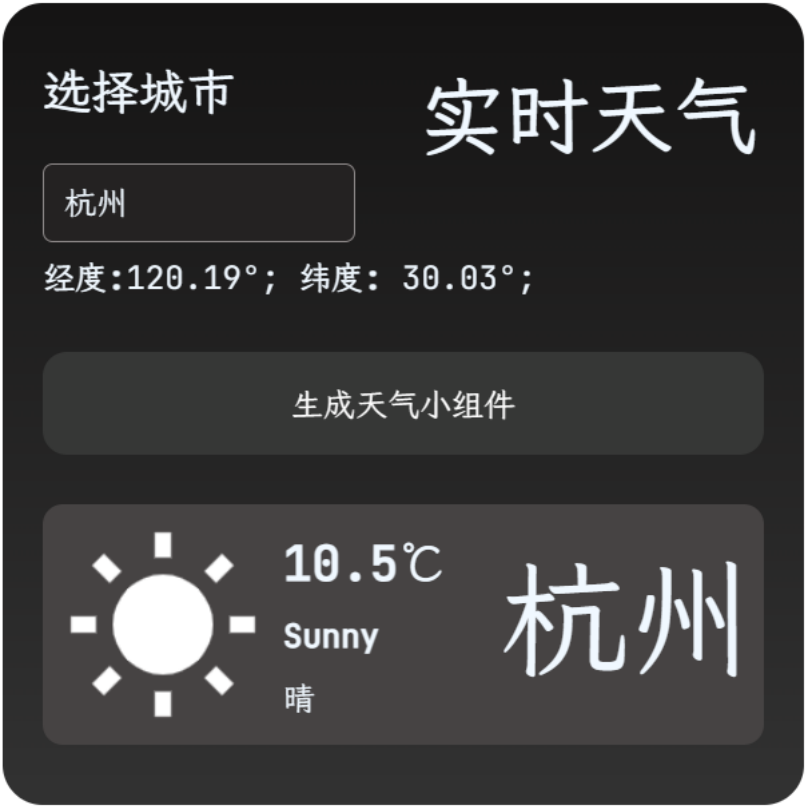 选择城市
实时天气
杭州
经度:120.19°; 纬度: 30.03°;
生成天气小组件
10.5℃
Sunny
晴
杭州